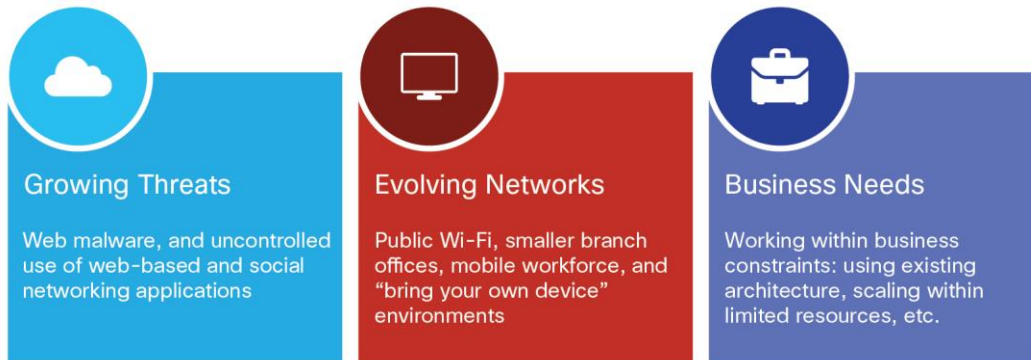 Growing Threats
Web malware, and uncontrolled
use of web-based and social
networking applications
Evolving Networks
Public Wi-Fi, smaller branch
offices, mobile workforce, and
“bring your own device”
environments
Business Needs
Working within business
constraints: using existing
architecture, scaling within
limited resources, etc.